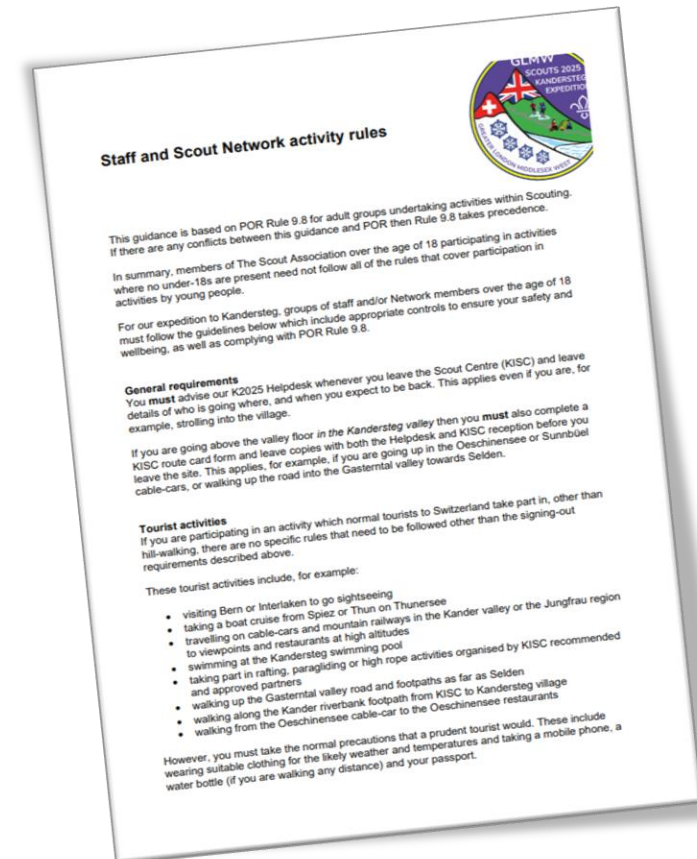 GLMW
SCOUTS 2025
KANDERSTEG
EXPEDITION
GREATER LONDON MIDDLESEX WEST
Staff and Scout Network activity rules
This guidance is based on POR Rule 9.8 for adult groups undertaking activities within Scouting.
If there are any conflicts between this guidance and POR then Rule 9.8 takes precedence.
In summary, members of The Scout Association over the age of 18 participating in activities
where no under-18s are present need not follow all of the rules that cover participation in
activities by young people.
For our expedition to Kandersteg, groups of staff and/or Network members over the age of 18
must follow the guidelines below which include appropriate controls to ensure your safety and
wellbeing, as well as complying with POR Rule 9.8.
General requirements
You must advise our K2025 Helpdesk whenever you leave the Scout Centre (KISC) and leave
details of who is going where, and when you expect to be back. This applies even if you are, for
example, strolling into the village.
If you are going above the valley floor in the Kandersteg valley then you must also complete a
KISC route card form and leave copies with both the Helpdesk and KISC reception before you
leave the site. This applies, for example, if you are going up in the Oeschinensee or Sunnbüel
cable-cars, or walking up the road into the Gasterntal valley towards Selden.
Tourist activities
If you are participating in an activity which normal tourists to Switzerland take part in, other than
hill-walking, there are no specific rules that need to be followed other than the signing-out
requirements described above.
These tourist activities include, for example:
• visiting Bern or Interlaken to go sightseeing
• taking a boat cruise from Spiez or Thun on Thunersee
• travelling on cable-cars and mountain railways in the Kander valley or the Jungfrau region
to viewpoints and restaurants at high altitudes
• swimming at the Kandersteg swimming pool
• taking part in rafting, paragliding or high rope activities organised by KISC recommended
and approved partners
• walking up the Gasterntal valley road and footpaths as far as Selden
• walking along the Kander riverbank footpath from KISC to Kandersteg village
• walking from the Oeschinensee cable-car to the Oeschinensee restaurants
However, you must take the normal precautions that a prudent tourist would. These include
wearing suitable clothing for the likely weather and temperatures and taking a mobile phone, a
water bottle (if you are walking any distance) and your passport.